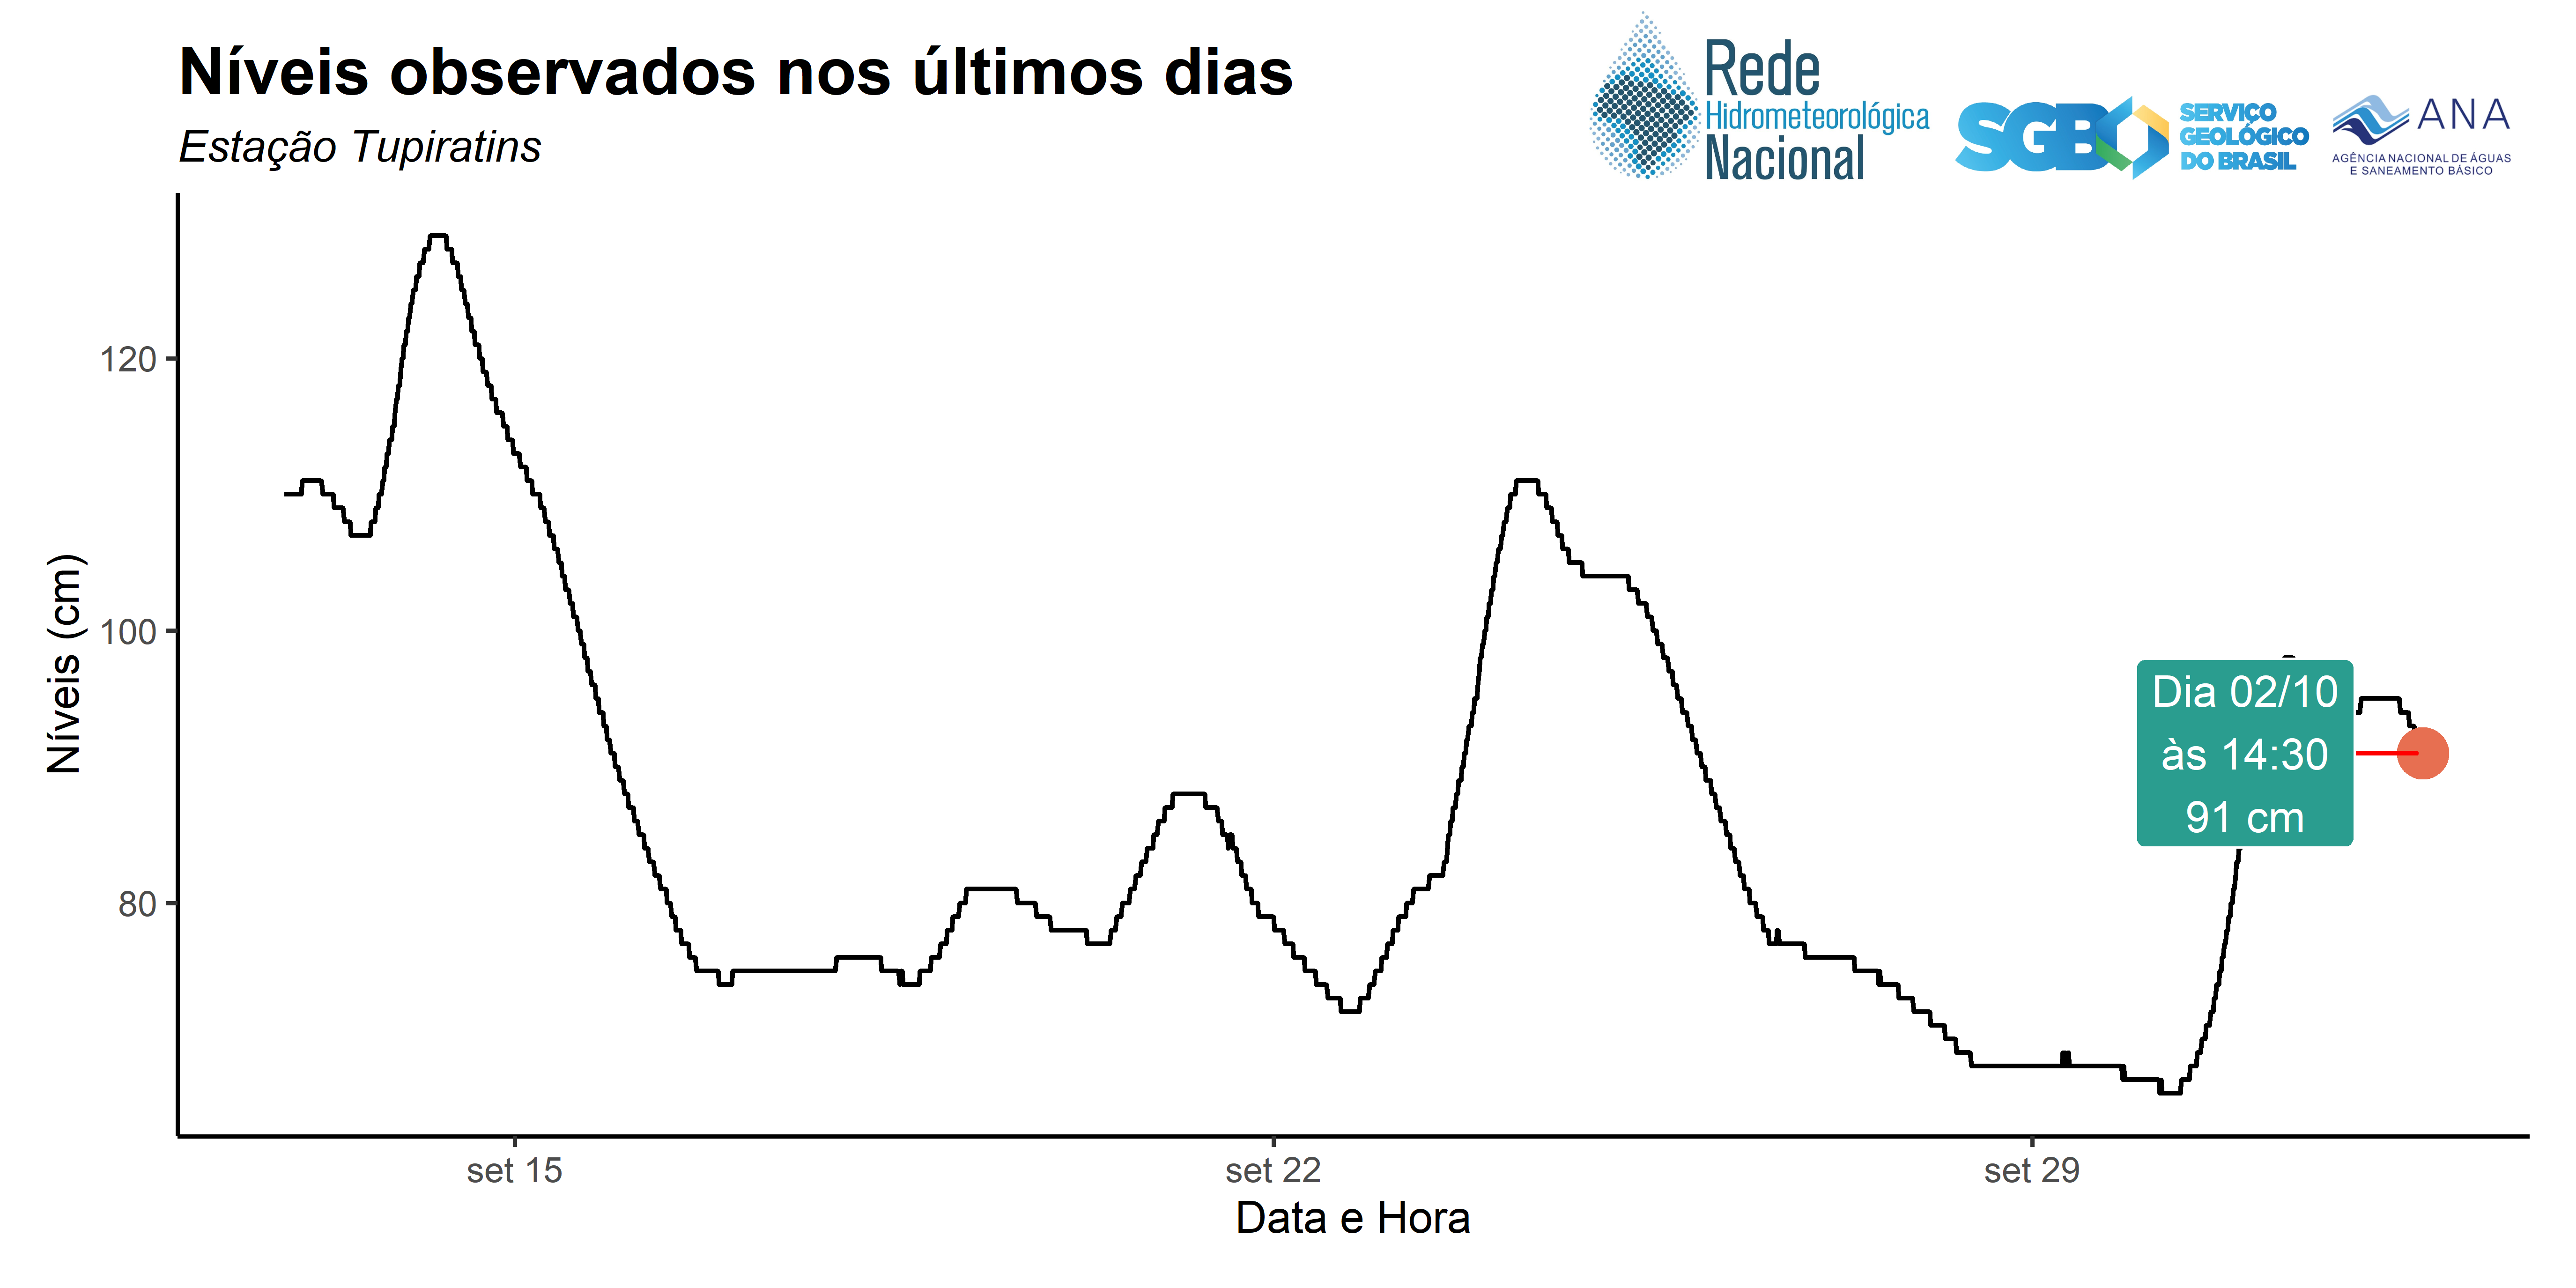 Níveis observados nos últimos dias
Estação Tupiratins
Rede
Hidrometeorológica
Nacional
SGB
SERVIÇO
GEOLÓGICO
DO BRASIL
ANA
AGÊNCIA NACIONAL DE ÁGUAS
E SANEAMENTO BÁSICO
Níveis (cm)
120
100
80
Dia 02/10
às 14:30
91 cm
set 15
set 22
set 29
Data e Hora